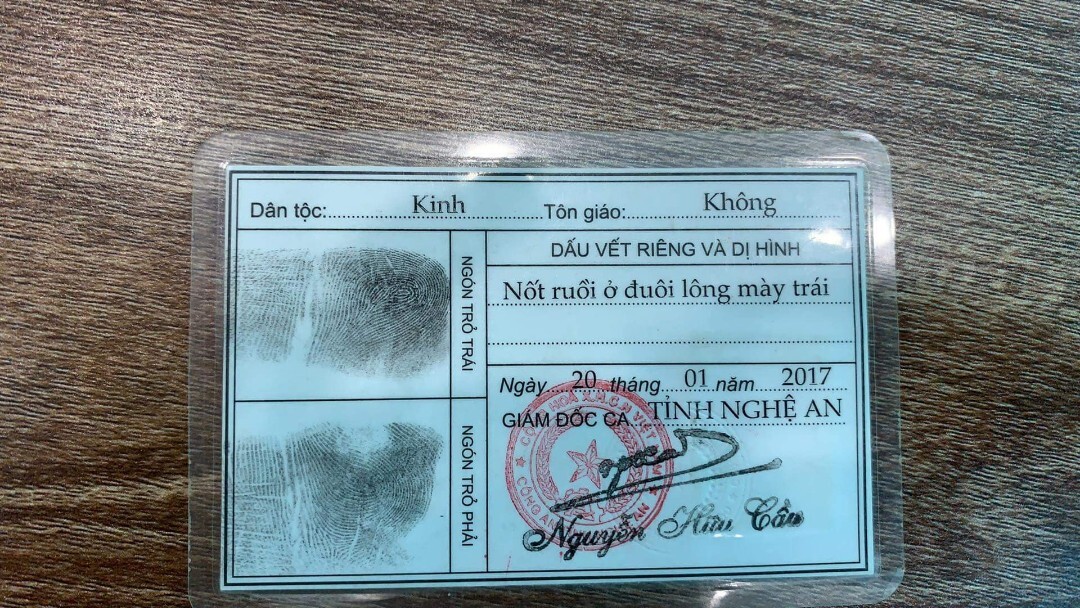 Dân tộc: Kinh Tôn giáo: Không
NGÓN TRỎ TRÁI
NGÓN TRỎ PHẢI
DẤU VẾT RIÊNG VÀ DỊ HÌNH
Nốt ruồi ở đuôi lông mày trái
Ngày 20 tháng 01 năm 2017
GIÁM ĐỐC CA TỈNH NGHỆ AN
Nguyễn Hữu Cầu